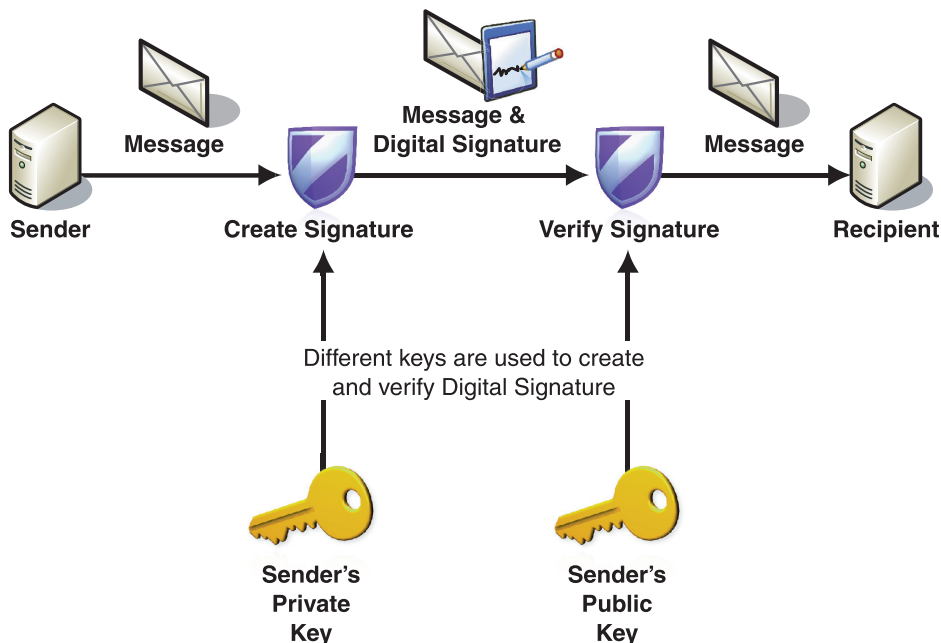 Message &
Digital Signature
Message
Message
Sender
Create Signature
Verify Signature
Recipient
Different keys are used to create
and verify Digital Signature
Sender’s
Private
Key
Sender’s
Public
Key